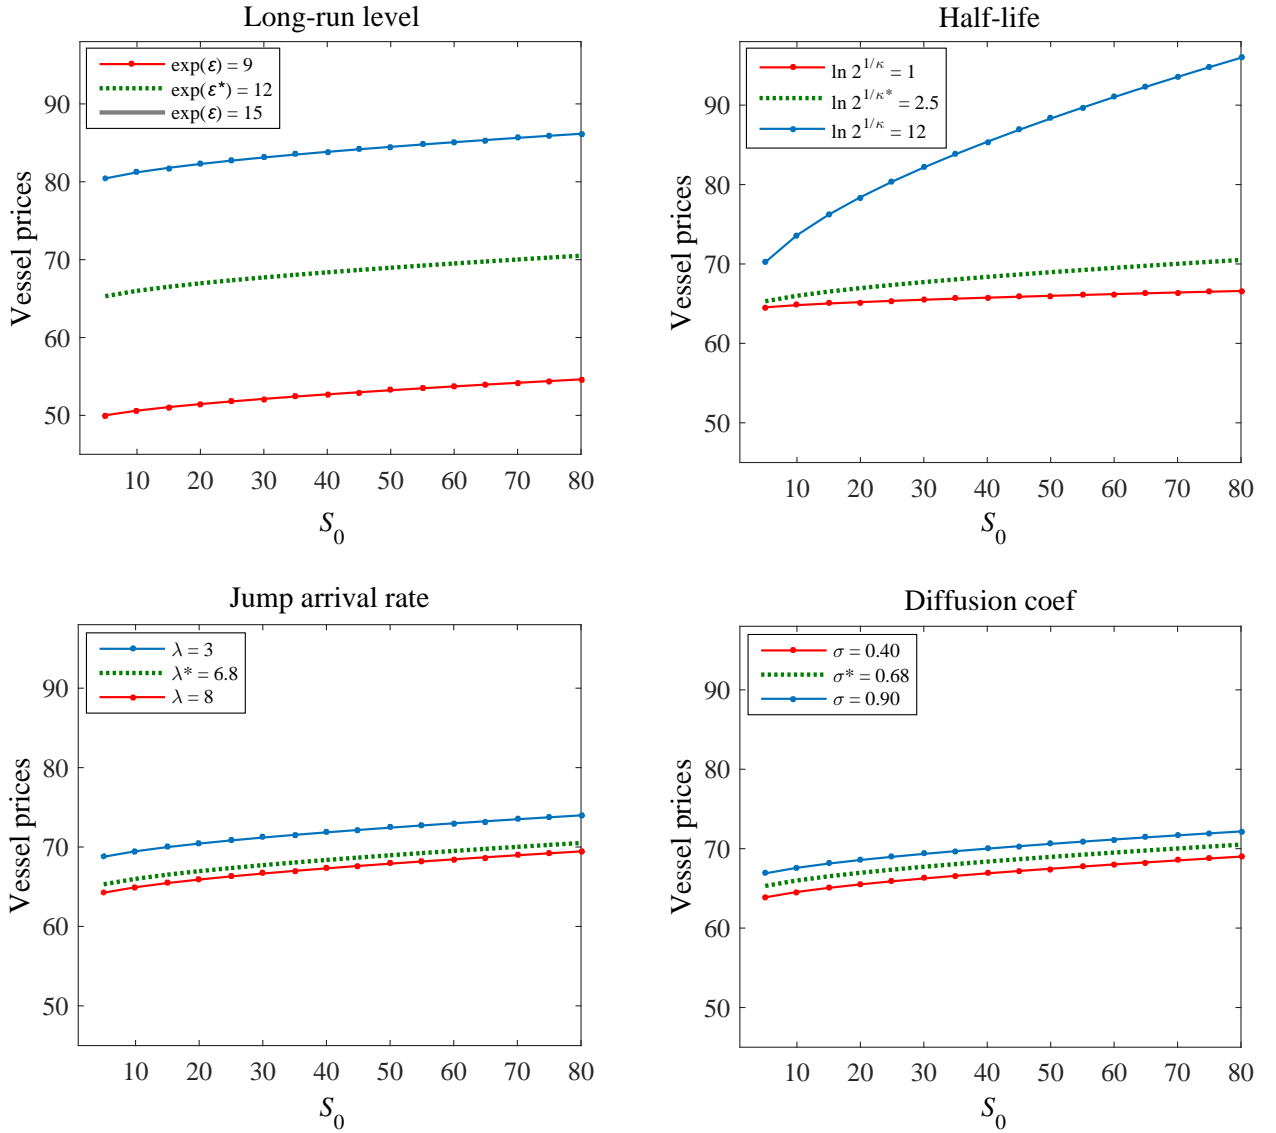 Long-run level
exp(ε) = 9
exp(ε*) = 12
exp(ε) = 15
90
80
70
60
50
Vessel prices
10 20 30 40 50 60 70 80
S0
Half-life
ln 2^{1/κ} = 1
ln 2^{1/κ*} = 2.5
ln 2^{1/κ} = 12
90
80
70
60
50
Vessel prices
10 20 30 40 50 60 70 80
S0
Jump arrival rate
λ = 3
λ* = 6.8
λ = 8
90
80
70
60
50
Vessel prices
10 20 30 40 50 60 70 80
S0
Diffusion coef
σ = 0.40
σ* = 0.68
σ = 0.90
90
80
70
60
50
Vessel prices
10 20 30 40 50 60 70 80
S0